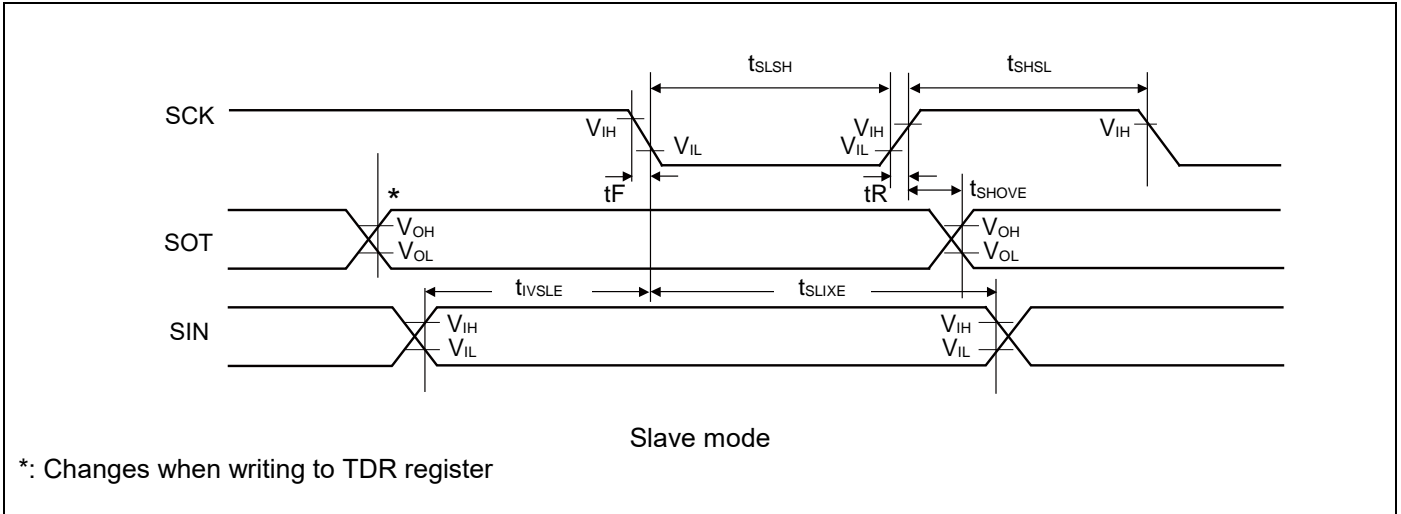 tSLSH tSHSL
SCK VIH VIL VIH VIL VIH
tF tR tSHOVE
* VOH VOH
SOT VOL VOL
tIVSLE tSLIXE
SIN VIH VIH
VIL VIL
Slave mode
*: Changes when writing to TDR register